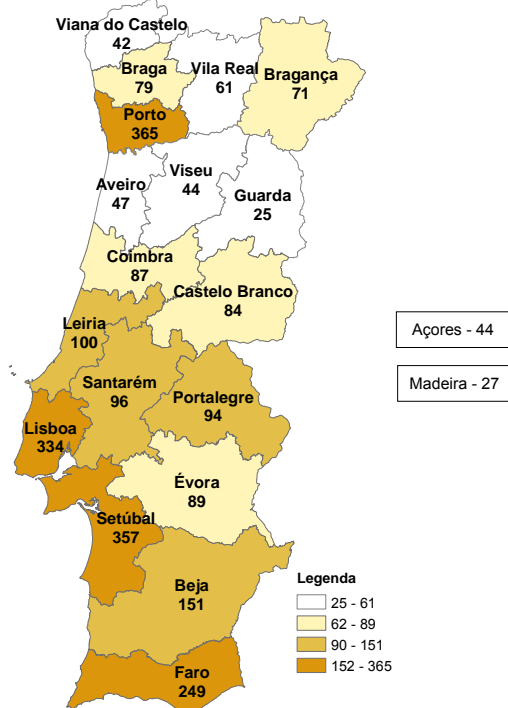 Viana do Castelo
42
Braga
79
Vila Real
61
Bragança
71
Porto
365
Aveiro
47
Viseu
44
Guarda
25
Coimbra
87
Castelo Branco
84
Leiria
100
Açores - 44
Santarém
96
Portalegre
94
Madeira - 27
Lisboa
334
Évora
89
Setúbal
357
Beja
151
Faro
249
Legenda
25 - 61
62 - 89
90 - 151
152 - 365